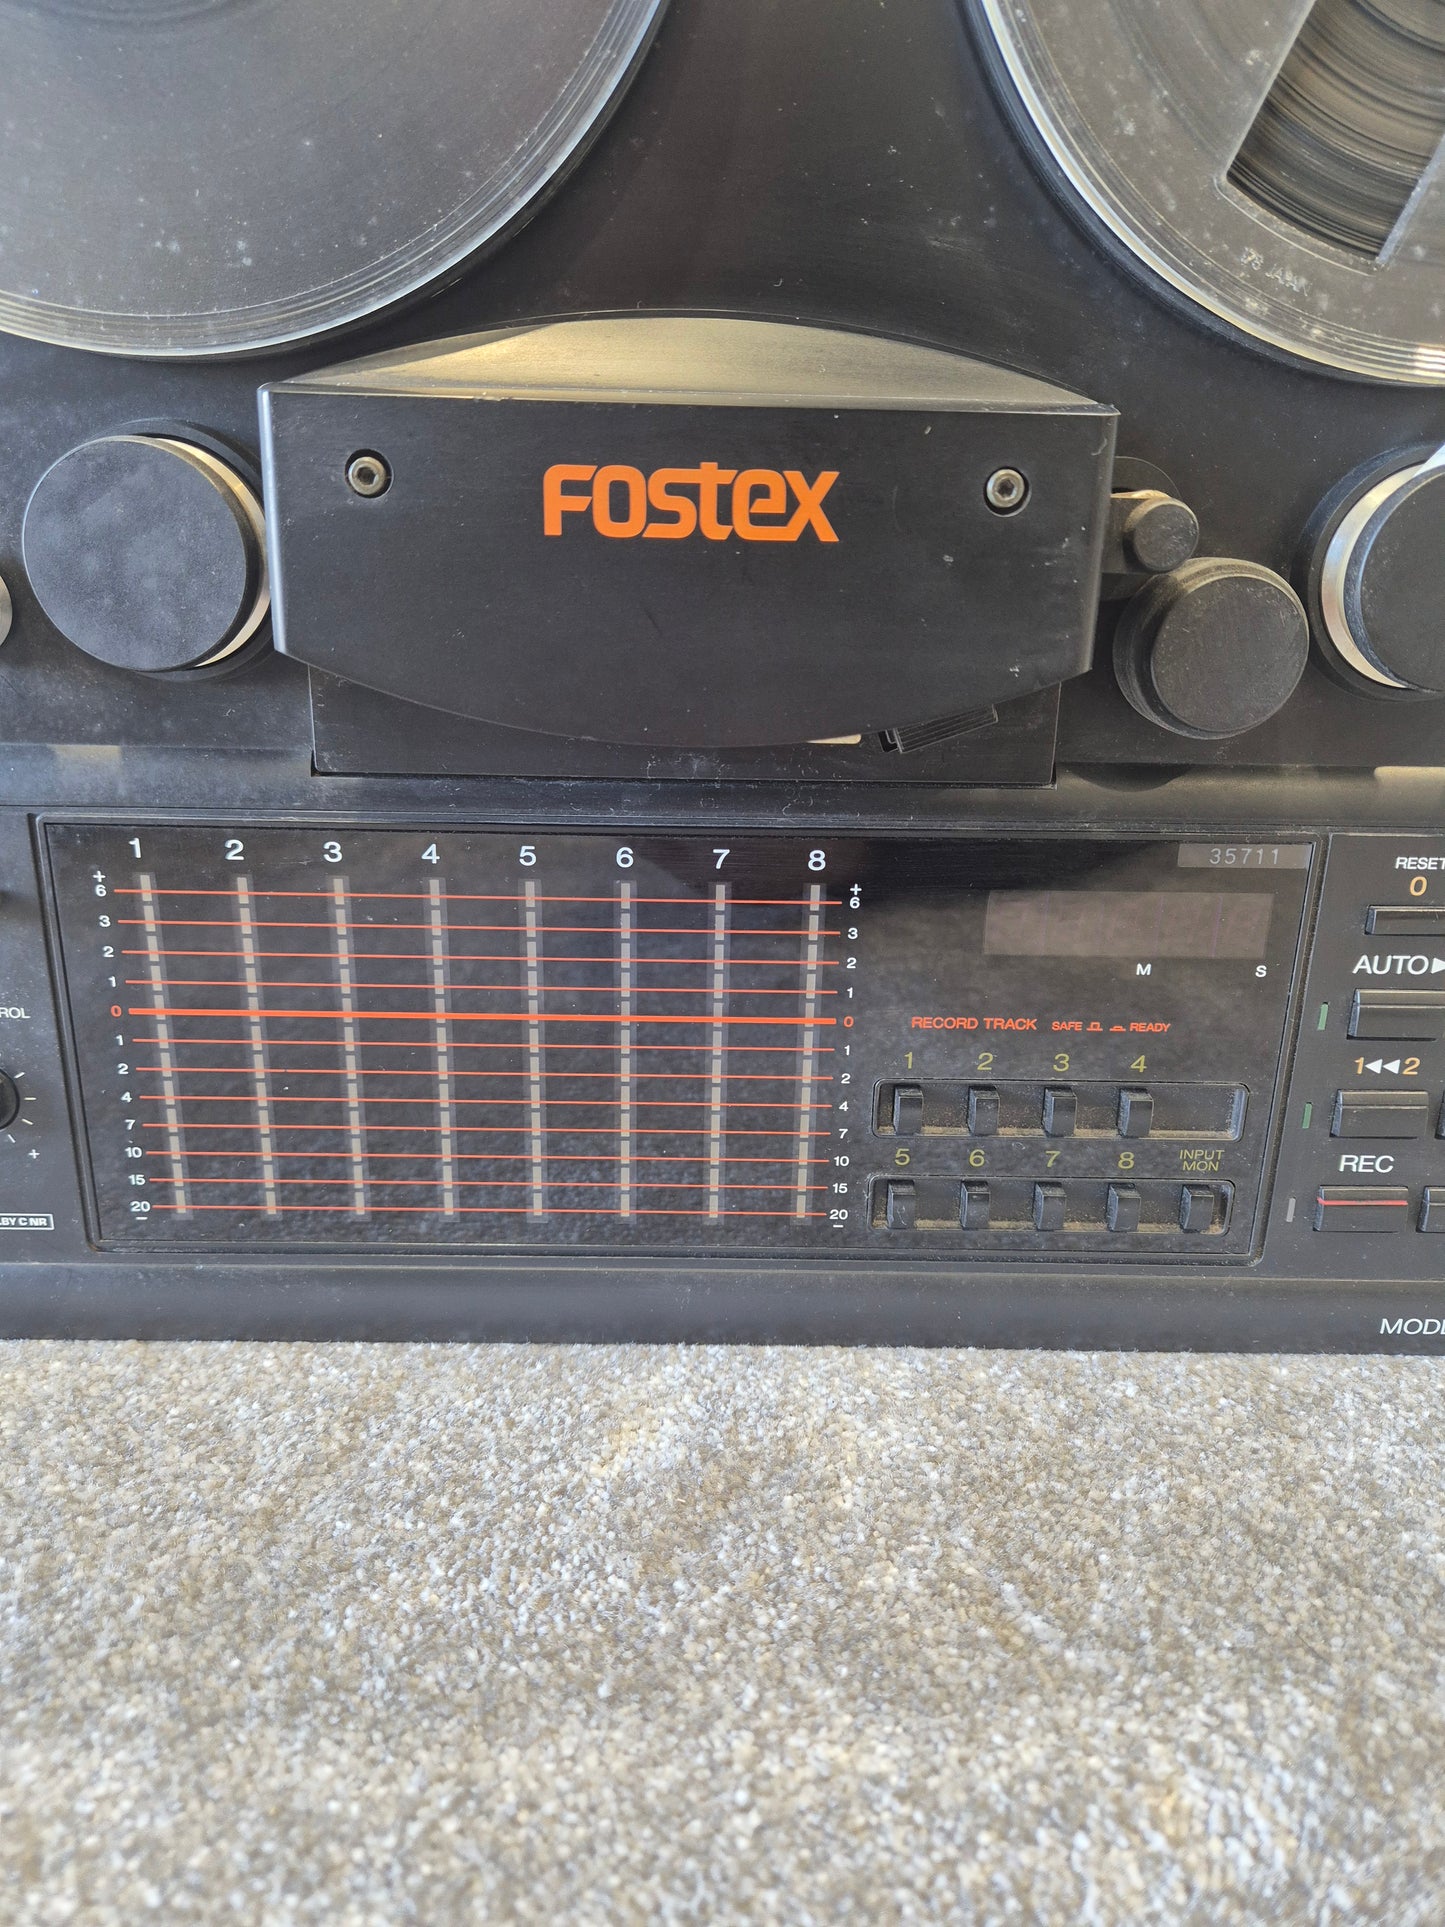 JAPAN
FOSTEX
1 2 3 4 5 6 7 8
35711
+ +
6 6
3 3
2 2
1 1
0 0
1 1
2 2
4 4
7 7
10 10
15 15
20 20
− −
M S
RECORD TRACK SAFE READY
1 2 3 4
5 6 7 8 INPUT
MON
RESET
0
AUTO
1◀◀2
REC
ROL
+
LBY C NR
MODE